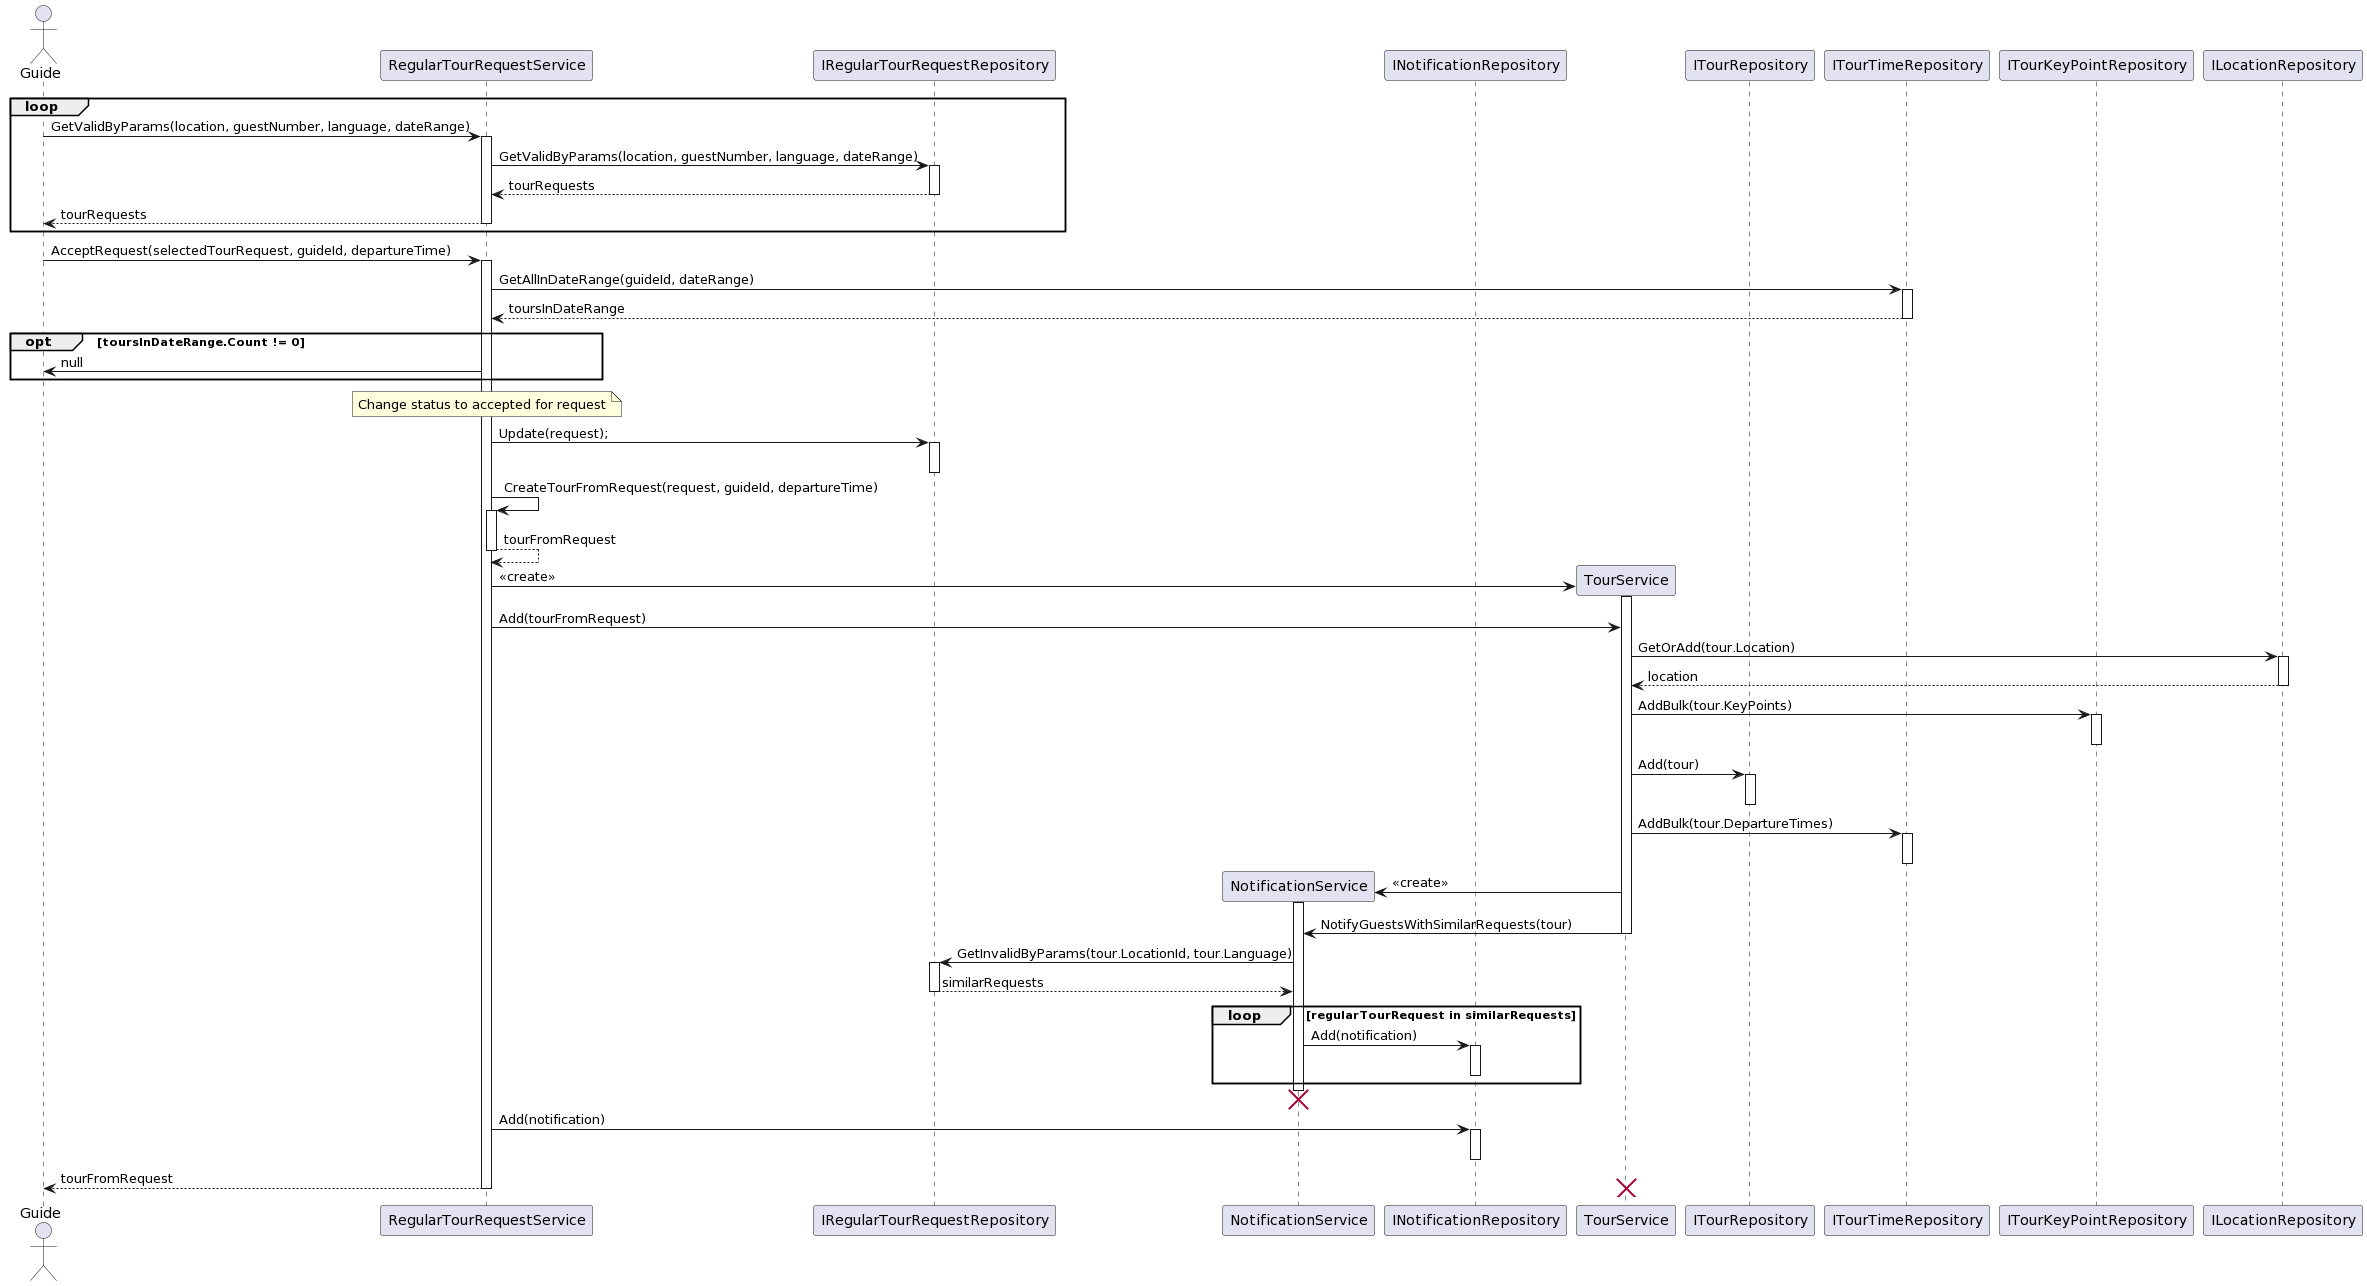 Guide
RegularTourRequestService
IRegularTourRequestRepository
INotificationRepository
ITourRepository
ITourTimeRepository
ITourKeyPointRepository
ILocationRepository
loop
GetValidByParams(location, guestNumber, language, dateRange)
GetValidByParams(location, guestNumber, language, dateRange)
tourRequests
tourRequests
AcceptRequest(selectedTourRequest, guideId, departureTime)
GetAllInDateRange(guideId, dateRange)
toursInDateRange
opt [toursInDateRange.Count != 0]
null
Change status to accepted for request
Update(request);
CreateTourFromRequest(request, guideId, departureTime)
tourFromRequest
«create»
TourService
Add(tourFromRequest)
GetOrAdd(tour.Location)
location
AddBulk(tour.KeyPoints)
Add(tour)
AddBulk(tour.DepartureTimes)
NotificationService
«create»
NotifyGuestsWithSimilarRequests(tour)
GetInvalidByParams(tour.LocationId, tour.Language)
similarRequests
loop [regularTourRequest in similarRequests]
Add(notification)
Add(notification)
tourFromRequest
Guide
RegularTourRequestService
IRegularTourRequestRepository
NotificationService
INotificationRepository
TourService
ITourRepository
ITourTimeRepository
ITourKeyPointRepository
ILocationRepository